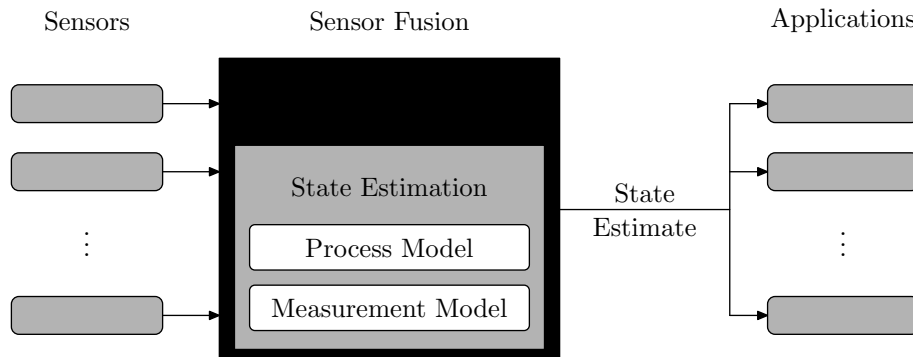 Sensors
Sensor Fusion
Applications
State Estimation
Process Model
Measurement Model
State
Estimate